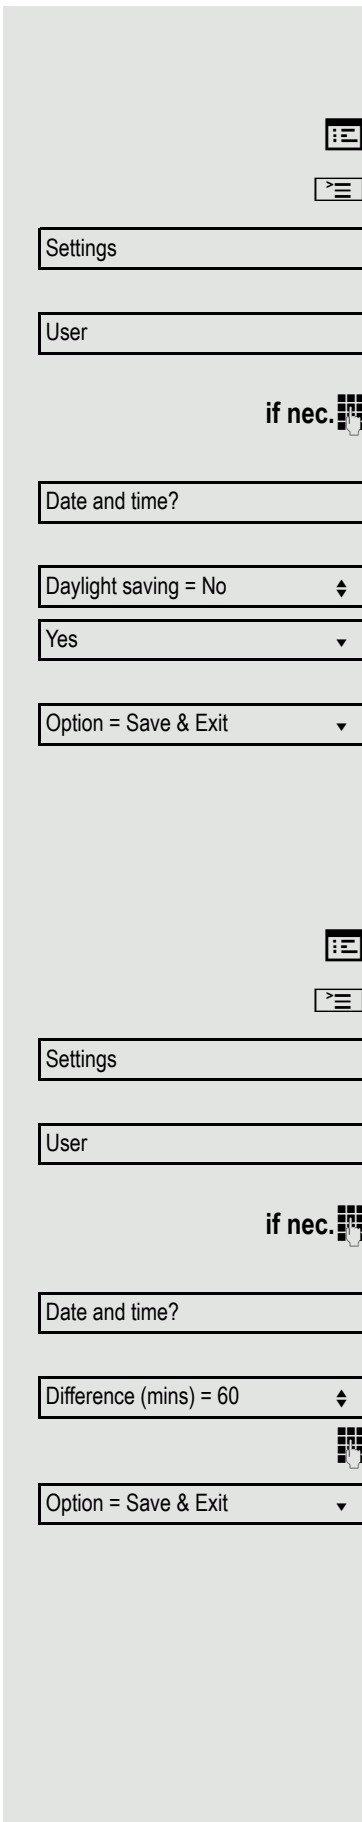 Settings
User
if nec.
Date and time?
Daylight saving = No
Yes
Option = Save & Exit
Settings
User
if nec.
Date and time?
Difference (mins) = 60
Option = Save & Exit